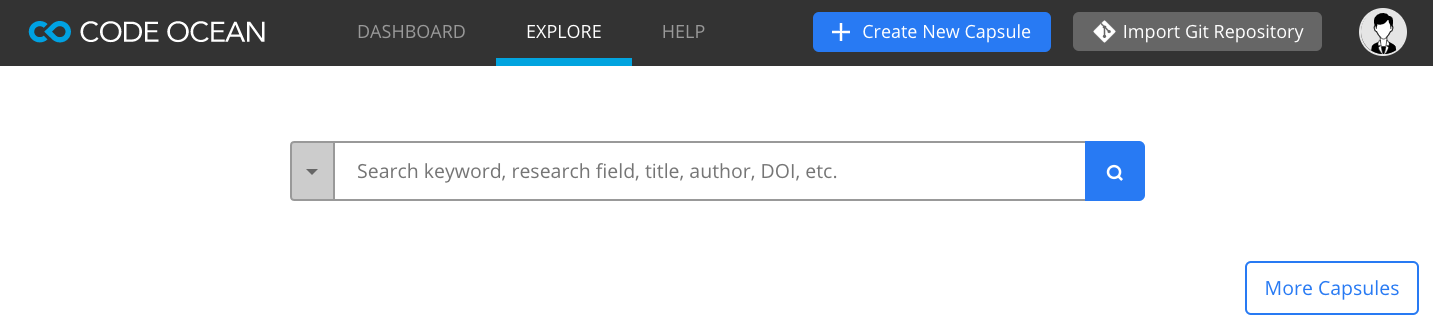 CODE OCEAN DASHBOARD EXPLORE HELP Create New Capsule Import Git Repository
Search keyword, research field, title, author, DOI, etc.
More Capsules